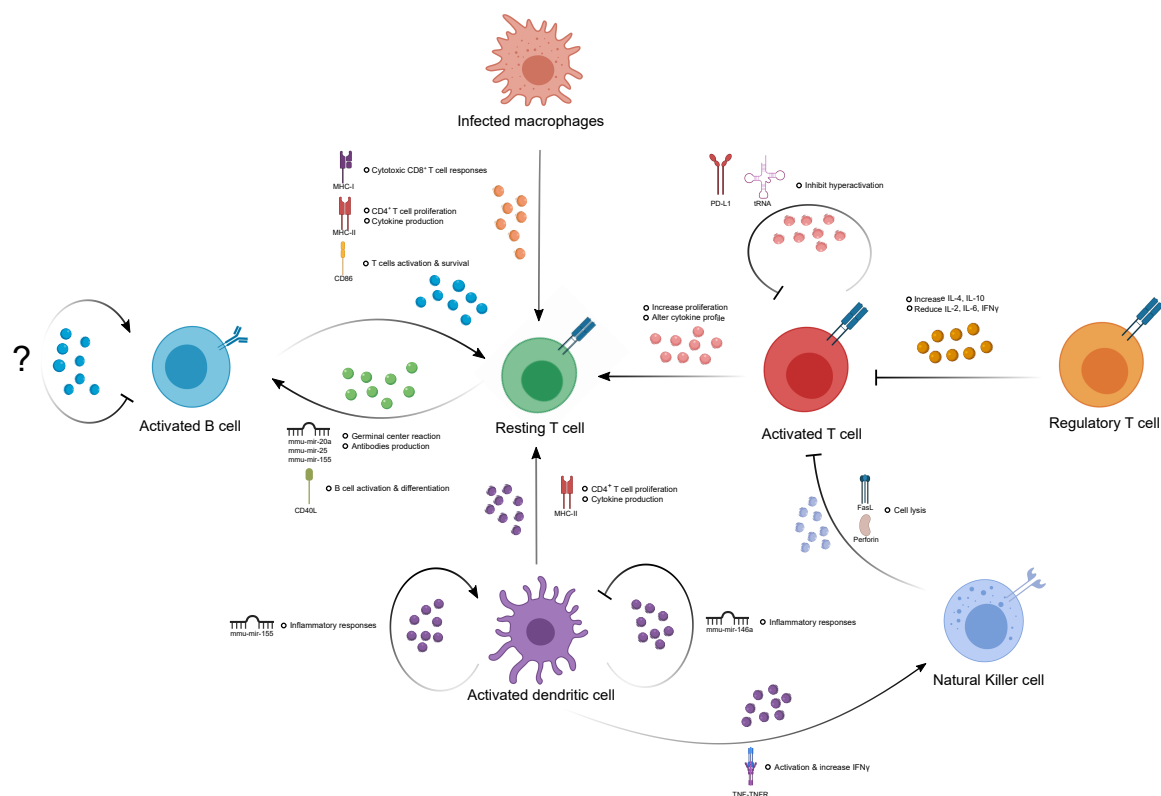 Infected macrophages
MHC-I
Cytotoxic CD8⁺ T cell responses
MHC-II
CD4⁺ T cell proliferation
Cytokine production
CD86
T cells activation & survival
PD-L1
tRNA
Inhibit hyperactivation
Increase proliferation
Alter cytokine profile
Increase IL-4, IL-10
Reduce IL-2, IL-6, IFNγ
?
Activated B cell
Resting T cell
Activated T cell
Regulatory T cell
mmu-mir-20a
mmu-mir-25
mmu-mir-155
Germinal center reaction
Antibodies production
CD40L
B cell activation & differentiation
MHC-II
CD4⁺ T cell proliferation
Cytokine production
FasL
Perforin
Cell lysis
mmu-mir-155
Inflammatory responses
mmu-mir-146a
Inflammatory responses
Activated dendritic cell
Natural Killer cell
TNF-TNFR
Activation & increase IFNγ